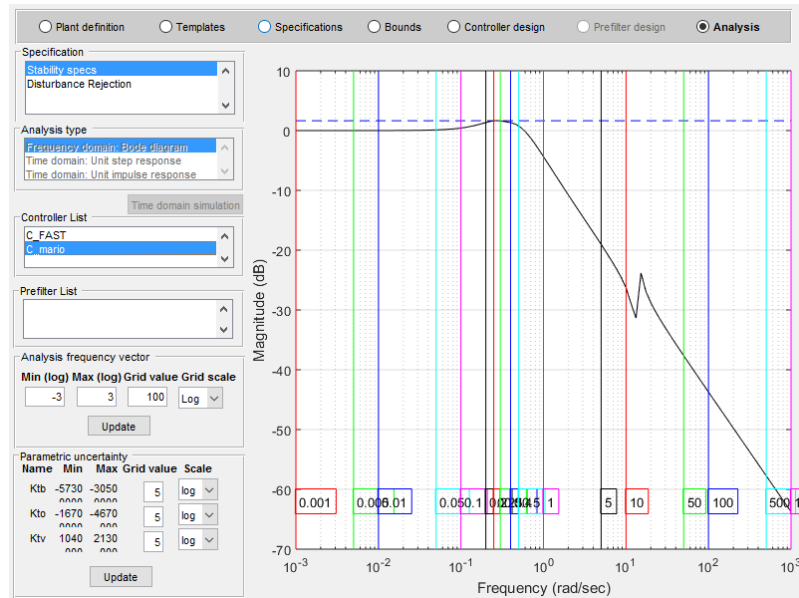 Plant definition Templates Specifications Bounds Controller design Prefilter design Analysis
Specification
Stability specs
Disturbance Rejection
Analysis type
Frequency domain: Bode diagram
Time domain: Unit step response
Time domain: Unit impulse response
Time domain simulation
Controller List
C_FAST
C_mario
Prefilter List
Analysis frequency vector
Min (log) Max (log) Grid value Grid scale
-3 3 100 Log
Update
Parametric uncertainty
Name Min Max Grid value Scale
Ktb -5730 -3050 5 log
Kto -1670 -4670 5 log
Ktv 1040 2130 5 log
Update
10
0
-10
-20
-30
-40
-50
-60
-70
Magnitude (dB)
0.001 0.005 0.01 0.05 0.1 1 5 10 50 100 500
10⁻³ 10⁻² 10⁻¹ 10⁰ 10¹ 10² 10³
Frequency (rad/sec)